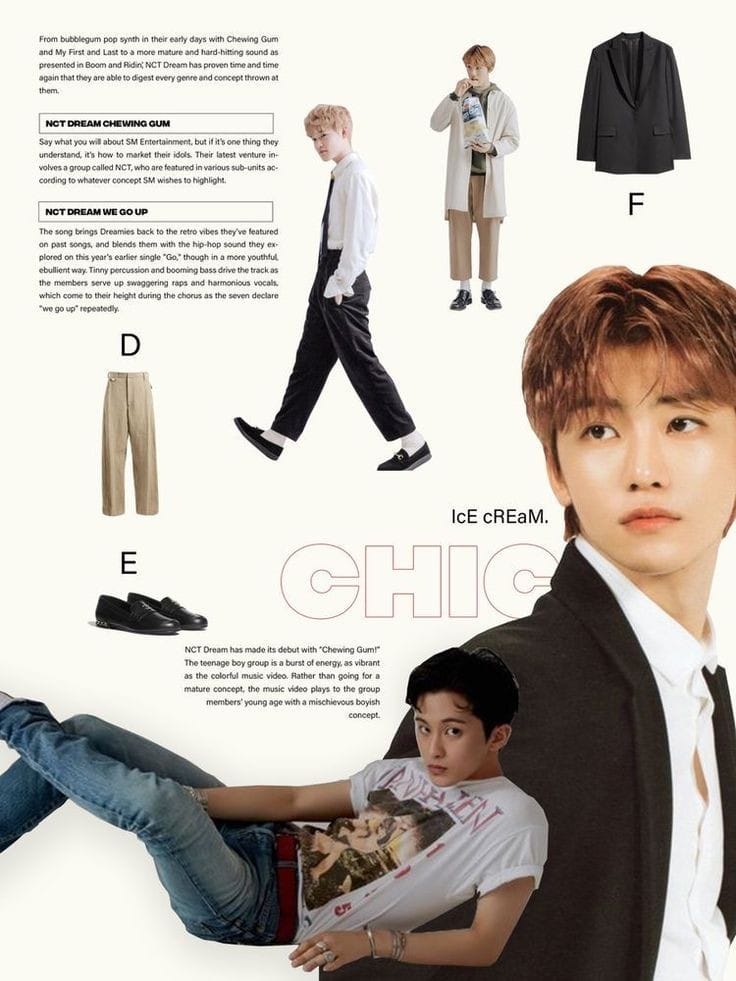 From bubblegum pop synth in their early days with Chewing Gum
and My First and Last to a more mature and hard-hitting sound as
presented in Boom and Ridin', NCT Dream has proven time and time
again that they are able to digest every genre and concept thrown at
them.
NCT DREAM CHEWING GUM
Say what you will about SM Entertainment, but if it's one thing they
understand, it's how to market their idols. Their latest venture in-
volves a group called NCT, who are featured in various sub-units ac-
cording to whatever concept SM wishes to highlight.
NCT DREAM WE GO UP
The song brings Dreamies back to the retro vibes they've featured
on past songs, and blends them with the hip-hop sound they ex-
plored on this year's earlier single "Go," though in a more youthful,
ebullient way. Tinny percussion and booming bass drive the track as
the members serve up swaggering raps and harmonious vocals,
which come to their height during the chorus as the seven declare
"we go up" repeatedly.
F
D
E
IcE cREaM.
CHIC
NCT Dream has made its debut with "Chewing Gum!"
The teenage boy group is a burst of energy, as vibrant
as the colorful music video. Rather than going for a
mature concept, the music video plays to the group
members' young age with a mischievous boyish
concept.